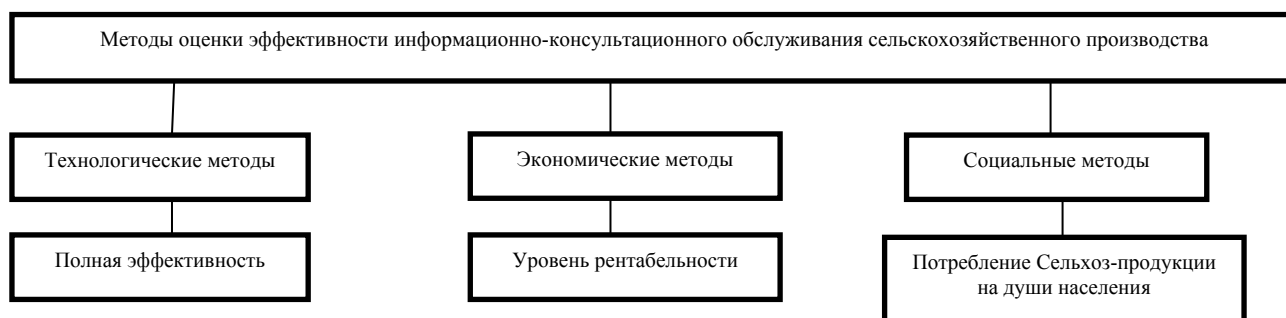 Методы оценки эффективности информационно-консультационного обслуживания сельскохозяйственного производства
Технологические методы
Экономические методы
Социальные методы
Полная эффективность
Уровень рентабельности
Потребление Сельхоз-продукции
на души населения